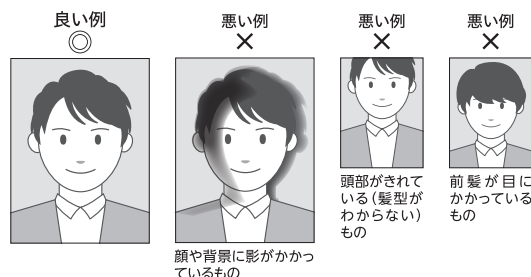 良い例
◎
悪い例
×
顔や背景に影がかかっ
ているもの
悪い例
×
頭部がきれて
いる（髪型が
わからない）
もの
悪い例
×
前髪が目に
かかっている
もの